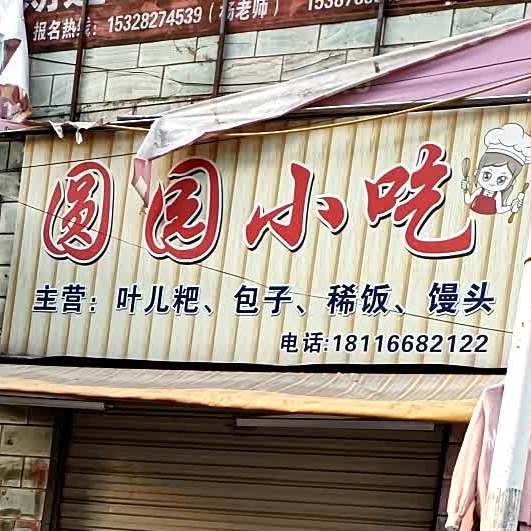 报名热线：15328274539（杨老师）
圆园小吃
主营：叶儿粑、包子、稀饭、馒头
电话:18116682122